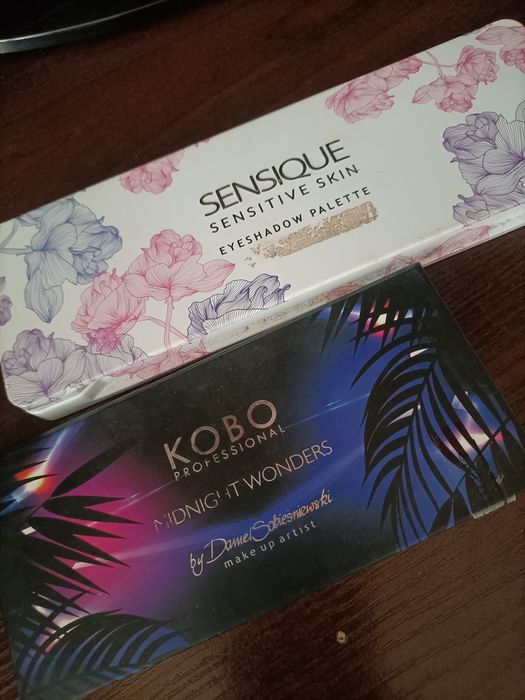 SENSIQUE
SENSITIVE SKIN
EYESHADOW PALETTE
KOBO
PROFESSIONAL
MIDNIGHT WONDERS
by Daniel Sobieśniewski
make up artist